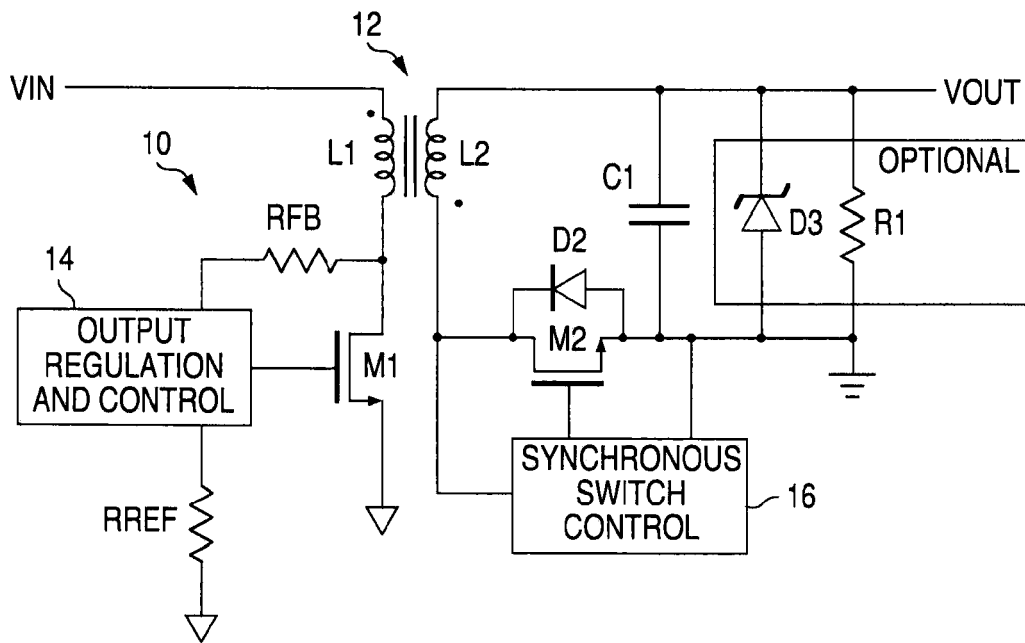 12
VIN
VOUT
10
L1
L2
C1
OPTIONAL
D3
R1
RFB
D2
14
OUTPUT
REGULATION
AND CONTROL
M1
M2
SYNCHRONOUS
SWITCH
CONTROL
16
RREF